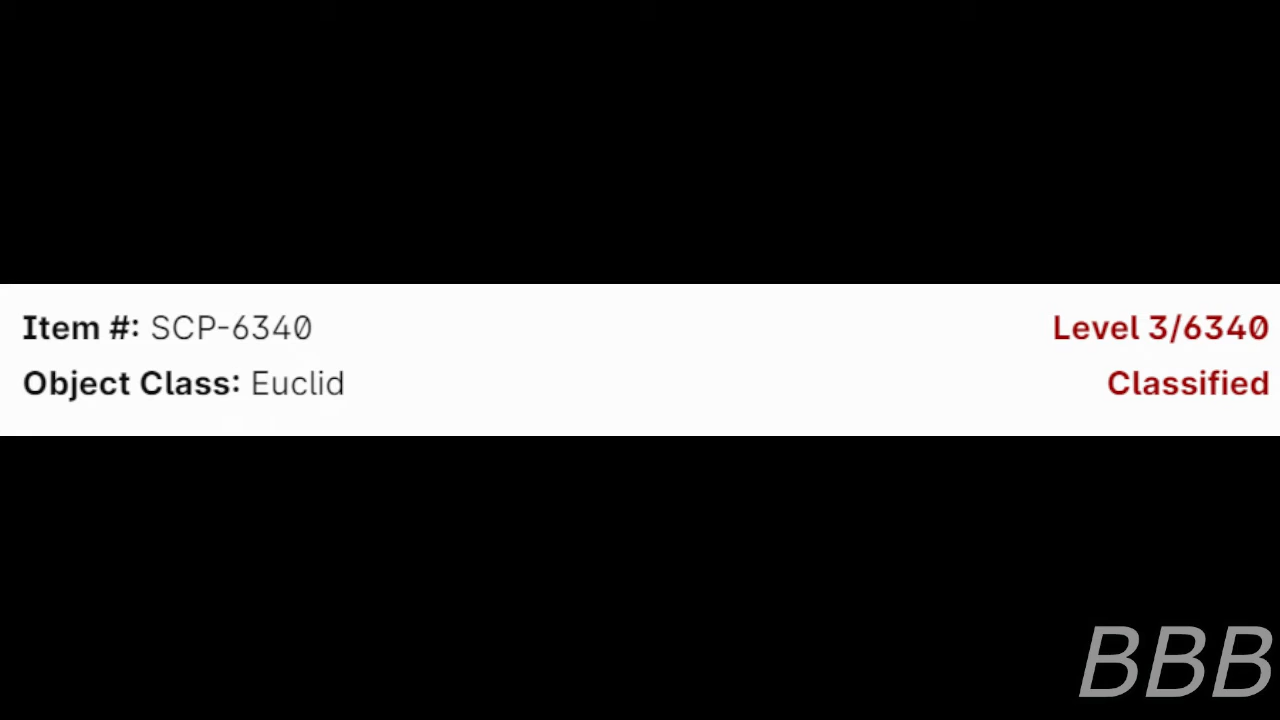 Item #: SCP-6340
Level 3/6340
Object Class: Euclid
Classified
BBB